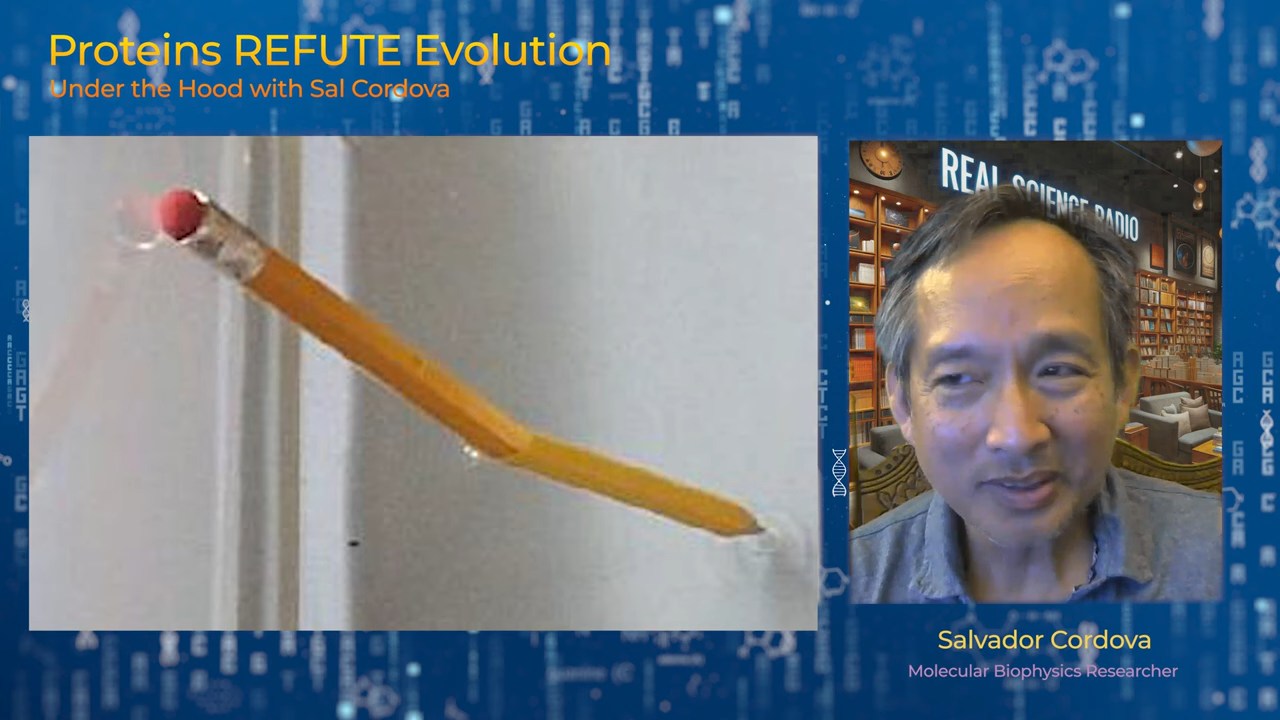 Proteins REFUTE Evolution
Under the Hood with Sal Cordova
REAL SCIENCE RADIO
Salvador Cordova
Molecular Biophysics Researcher